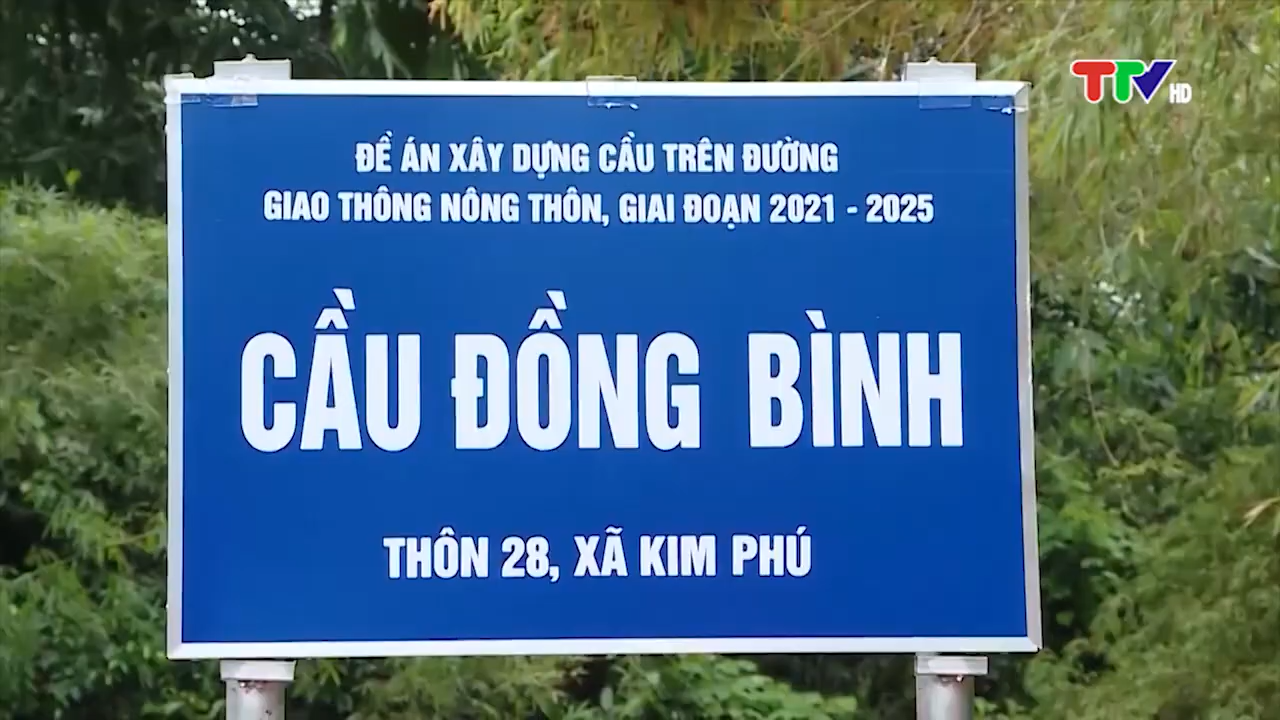 TTV HD
ĐỀ ÁN XÂY DỰNG CẦU TRÊN ĐƯỜNG
GIAO THÔNG NÔNG THÔN, GIAI ĐOẠN 2021 - 2025
CẦU ĐỒNG BÌNH
THÔN 28, XÃ KIM PHÚ